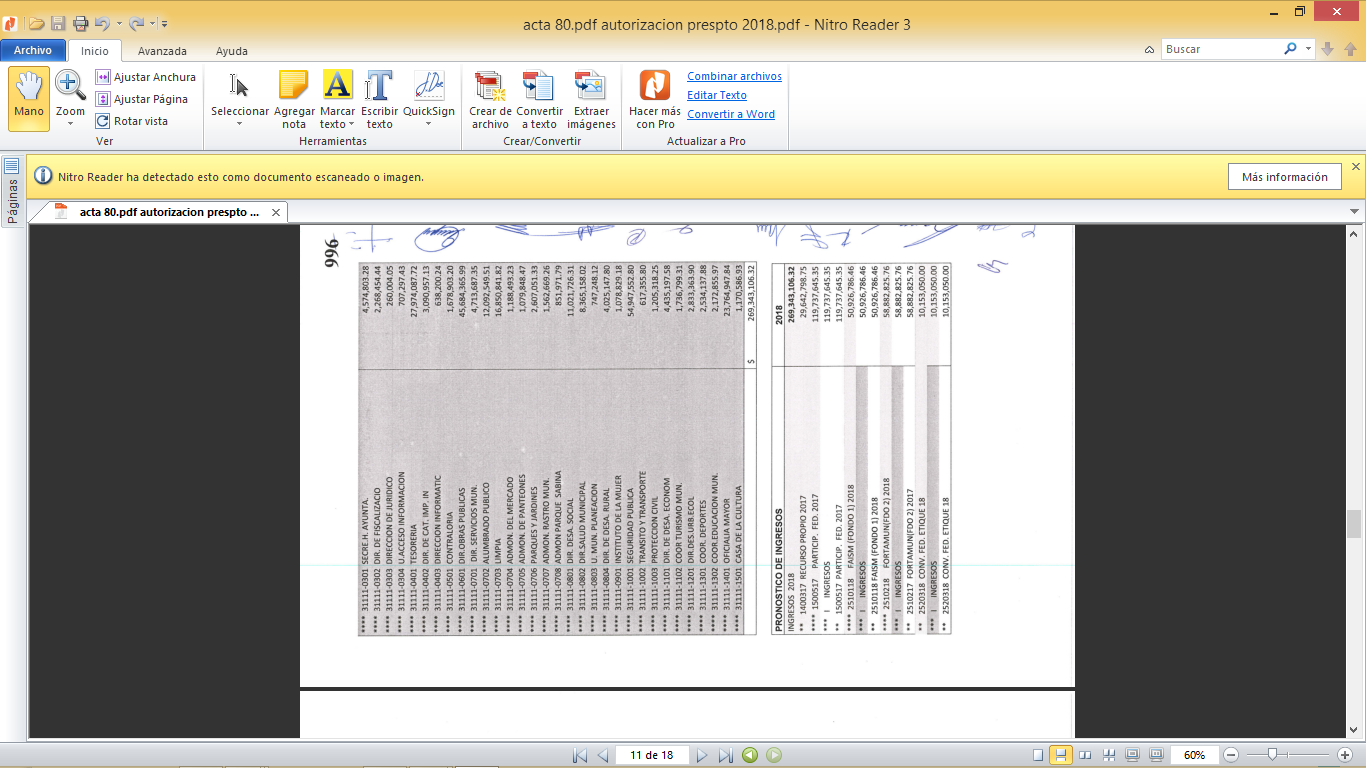 acta 80.pdf autorizacion prespto 2018.pdf - Nitro Reader 3
Archivo Inicio Avanzada Ayuda Buscar
Mano
Zoom
Ajustar Anchura
Ajustar Página
Rotar vista
Ver
Seleccionar
Agregar nota
Marcar texto
Escribir texto
QuickSign
Herramientas
Crear de archivo
Convertir a texto
Extraer imágenes
Crear/Convertir
Hacer más con Pro
Combinar archivos
Editar Texto
Convertir a Word
Actualizar a Pro
Páginas
Nitro Reader ha detectado esto como documento escaneado o imagen.
Más información
acta 80.pdf autorizacion prespto ...
996
**** 31111-0301 SECRE.H. AYUNTA. 4,574,803.28
**** 31111-0302 DIR. DE FISCALIZACIO 2,268,454.44
**** 31111-0303 DIRECCION DE JURIDICO 260,004.05
**** 31111-0304 U.ACCESO INFORMACION 707,297.43
**** 31111-0401 TESORERIA 27,974,087.72
**** 31111-0402 DIR. DE CAT. IMP. IN 3,090,957.13
**** 31111-0403 DIRECCION INFORMATIC 638,200.24
**** 31111-0501 CONTRALORIA 1,678,903.20
**** 31111-0601 DIR.OBRAS PUBLICAS 45,684,365.99
**** 31111-0701 DIR. SERVICIOS MUN. 4,713,687.35
**** 31111-0702 ALUMBRADO PUBLICO 12,092,549.51
**** 31111-0703 LIMPIA 16,850,841.82
**** 31111-0704 ADMON. DEL MERCADO 1,188,493.23
**** 31111-0705 ADMON. DE PANTEONES 1,079,848.47
**** 31111-0706 PARQUES Y JARDINES 2,607,051.33
**** 31111-0707 ADMON. RASTRO MUN. 1,562,669.26
**** 31111-0708 ADMON PARQUE SABINA 851,971.79
**** 31111-0801 DIR. DESA. SOCIAL 11,021,726.31
**** 31111-0802 DIR.SALUD MUNICIPAL 8,365,158.02
**** 31111-0803 U. MUN. PLANEACION 747,248.12
**** 31111-0804 DIR. DE DESA. RURAL 4,025,147.80
**** 31111-0901 INSTITUTO DE LA MUJER 1,078,829.18
**** 31111-1001 SEGURIDAD PUBLICA 54,947,552.80
**** 31111-1002 TRANSITO Y TRANSPORTE 617,355.80
**** 31111-1003 PROTECCION CIVIL 1,205,318.25
**** 31111-1101 DIR. DE DESA. ECONOM 4,435,197.58
**** 31111-1102 COOR TURISMO MUN. 1,736,799.31
**** 31111-1201 DIR.DES.URB.ECOL 2,833,363.90
**** 31111-1301 COOR. DEPORTES 2,534,137.88
**** 31111-1302 COOR.EDUCACION MUN. 2,172,855.97
**** 31111-1401 OFICIALIA MAYOR 23,764,947.84
**** 31111-1501 CASA DE LA CULTURA 1,170,586.93
$ 269,343,106.32
PRONOSTICO DE INGRESOS 2018
INGRESOS 2018 269,343,106.32
** 1400317 RECURSO PROPIO 2017 29,642,798.75
**** 1500517 PARTICIP. FED. 2017 119,737,645.35
*** I INGRESOS 119,737,645.35
** 1500517 PARTICIP. FED. 2017 119,737,645.35
**** 2510118 FAISM (FONDO 1) 2018 50,926,786.46
*** I INGRESOS 50,926,786.46
** 2510118 FAISM (FONDO 1) 2018 50,926,786.46
**** 2510218 FORTAMUN(FDO 2) 2018 58,882,825.76
*** I INGRESOS 58,882,825.76
** 2510217 FORTAMUN(FDO 2) 2017 58,882,825.76
** 2520318 CONV. FED. ETIQUE 18 10,153,050.00
*** I INGRESOS 10,153,050.00
** 2520318 CONV. FED. ETIQUE 18 10,153,050.00
11 de 18
60%